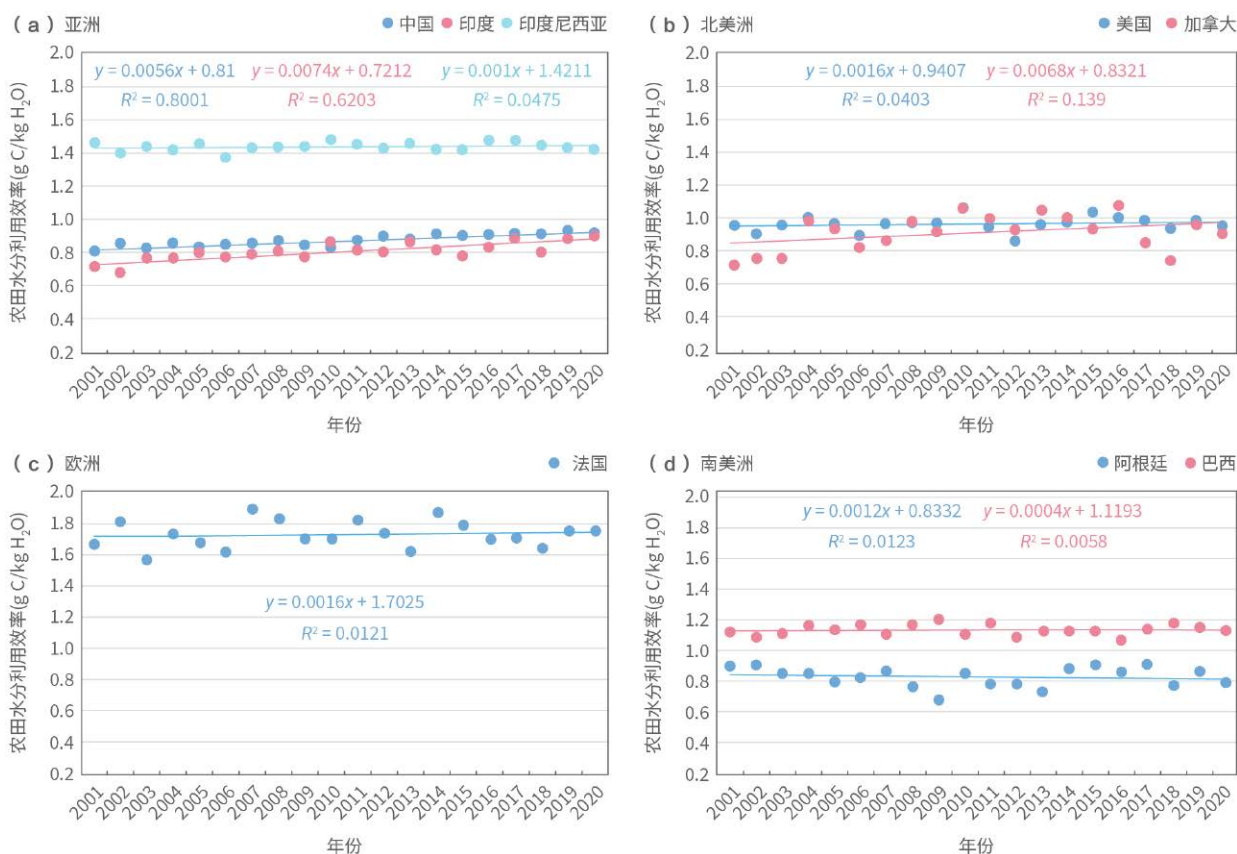 （a）亚洲
中国 印度 印度尼西亚
农田水分利用效率(g C/kg H₂O)
2.0
1.8
1.6
1.4
1.2
1.0
0.8
0.6
0.4
0.2
y = 0.0056x + 0.81 y = 0.0074x + 0.7212 y = 0.001x + 1.4211
R² = 0.8001 R² = 0.6203 R² = 0.0475
2001 2002 2003 2004 2005 2006 2007 2008 2009 2010 2011 2012 2013 2014 2015 2016 2017 2018 2019 2020
年份
（b）北美洲
美国 加拿大
农田水分利用效率(g C/kg H₂O)
2.0
1.8
1.6
1.4
1.2
1.0
0.8
0.6
0.4
0.2
y = 0.0016x + 0.9407 y = 0.0068x + 0.8321
R² = 0.0403 R² = 0.139
2001 2002 2003 2004 2005 2006 2007 2008 2009 2010 2011 2012 2013 2014 2015 2016 2017 2018 2019 2020
年份
（c）欧洲
法国
农田水分利用效率(g C/kg H₂O)
2.0
1.8
1.6
1.4
1.2
1.0
0.8
0.6
0.4
0.2
y = 0.0016x + 1.7025
R² = 0.0121
2001 2002 2003 2004 2005 2006 2007 2008 2009 2010 2011 2012 2013 2014 2015 2016 2017 2018 2019 2020
年份
（d）南美洲
阿根廷 巴西
农田水分利用效率(g C/kg H₂O)
2.0
1.8
1.6
1.4
1.2
1.0
0.8
0.6
0.4
0.2
y = 0.0012x + 0.8332 y = 0.0004x + 1.1193
R² = 0.0123 R² = 0.0058
2001 2002 2003 2004 2005 2006 2007 2008 2009 2010 2011 2012 2013 2014 2015 2016 2017 2018 2019 2020
年份